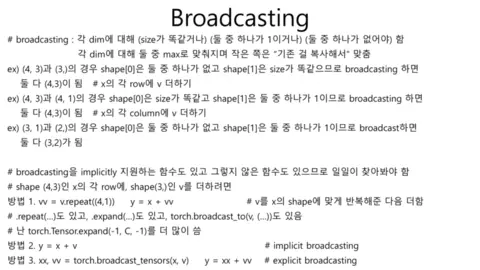 Broadcasting
# broadcasting : 각 dim에 대해 (size가 똑같거나) (둘 중 하나가 1이거나) (둘 중 하나가 없어야) 함
각 dim에 대해 둘 중 max로 맞춰지며 작은 쪽은 "기존 걸 복사해서" 맞춤
ex) (4, 3)과 (3,)의 경우 shape[0]은 둘 중 하나가 없고 shape[1]은 size가 똑같으므로 broadcasting 하면
둘 다 (4,3)이 됨 # x의 각 row에 v 더하기
ex) (4, 3)과 (4, 1)의 경우 shape[0]은 size가 똑같고 shape[1]은 둘 중 하나가 1이므로 broadcasting 하면
둘 다 (4,3)이 됨 # x의 각 column에 v 더하기
ex) (3, 1)과 (2,)의 경우 shape[0]은 둘 중 하나가 없고 shape[1]은 둘 중 하나가 1이므로 broadcast하면
둘 다 (3,2)가 됨
# broadcasting을 implicitly 지원하는 함수도 있고 그렇지 않은 함수도 있으므로 일일이 찾아봐야 함
# shape (4,3)인 x의 각 row에, shape(3,)인 v를 더하려면
방법 1. vv = v.repeat((4,1)) y = x + vv # v를 x의 shape에 맞게 반복해준 다음 더함
# .repeat(...)도 있고, .expand(...)도 있고, torch.broadcast_to(v, (...))도 있음
# 난 torch.Tensor.expand(-1, C, -1)를 더 많이 씀
방법 2. y = x + v # implicit broadcasting
방법 3. xx, vv = torch.broadcast_tensors(x, v) y = xx + vv # explicit broadcasting